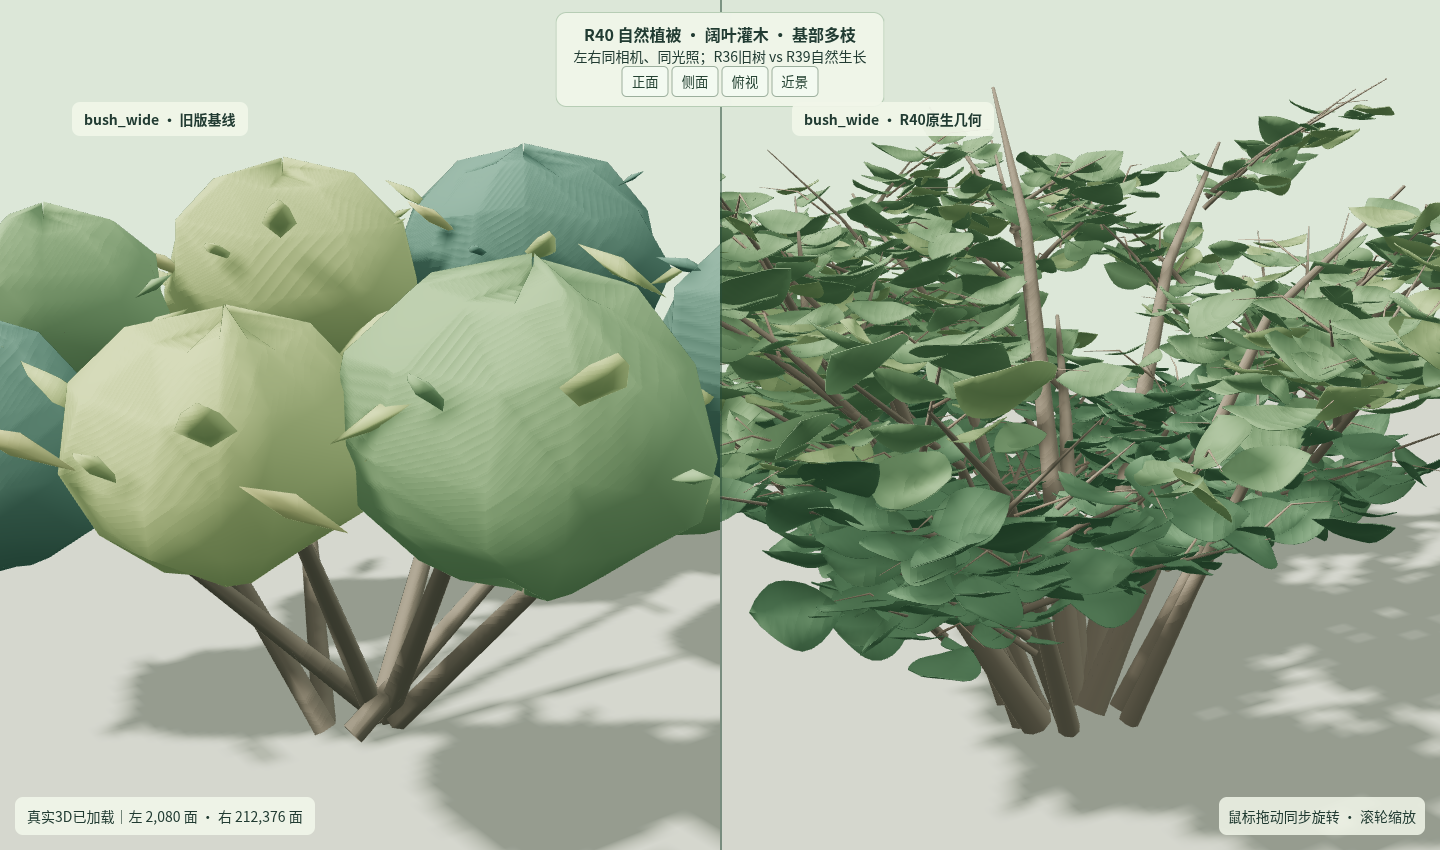 R40 自然植被 · 阔叶灌木 · 基部多枝
左右同相机、同光照；R36旧树 vs R39自然生长
正面 侧面 俯视 近景
bush_wide · 旧版基线
bush_wide · R40原生几何
真实3D已加载｜左 2,080 面 · 右 212,376 面
鼠标拖动同步旋转 · 滚轮缩放